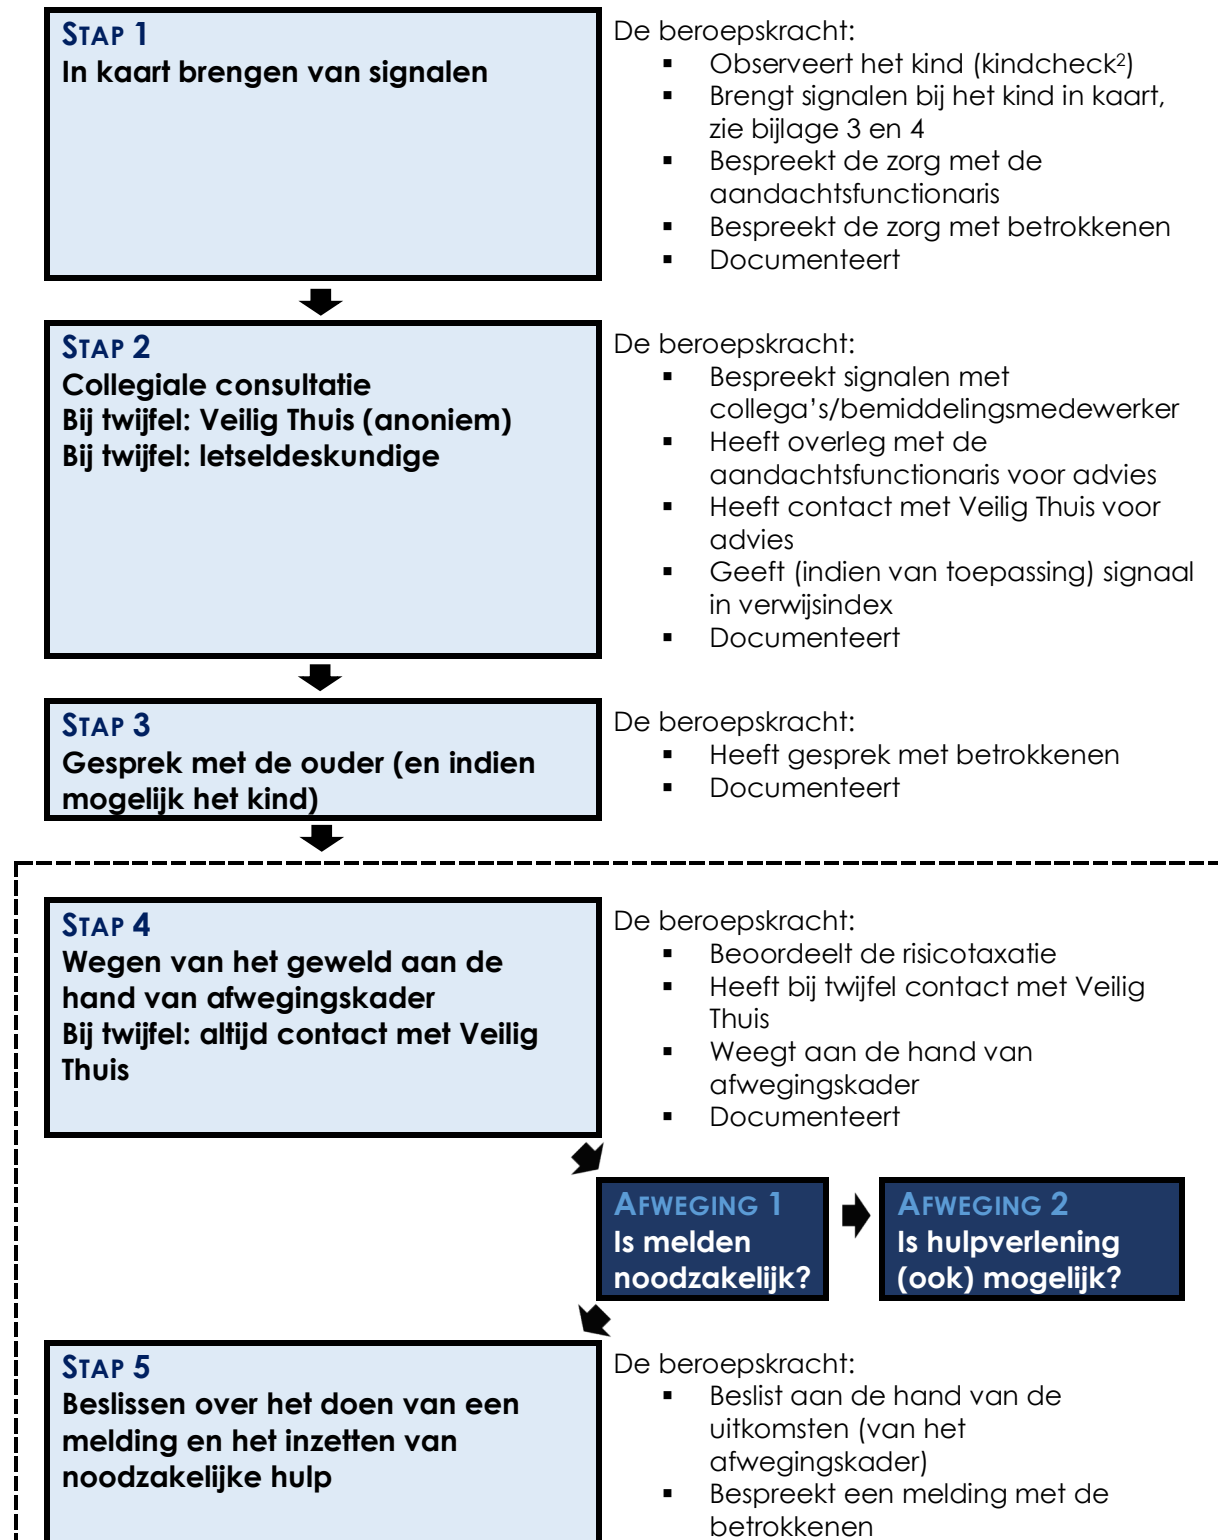 STAP 1
In kaart brengen van signalen
De beroepskracht:
▪ Observeert het kind (kindcheck²)
▪ Brengt signalen bij het kind in kaart,
zie bijlage 3 en 4
▪ Bespreekt de zorg met de
aandachtsfunctionaris
▪ Bespreekt de zorg met betrokkenen
▪ Documenteert
STAP 2
Collegiale consultatie
Bij twijfel: Veilig Thuis (anoniem)
Bij twijfel: letseldeskundige
De beroepskracht:
▪ Bespreekt signalen met
collega's/bemiddelingsmedewerker
▪ Heeft overleg met de
aandachtsfunctionaris voor advies
▪ Heeft contact met Veilig Thuis voor
advies
▪ Geeft (indien van toepassing) signaal
in verwijsindex
▪ Documenteert
STAP 3
Gesprek met de ouder (en indien
mogelijk het kind)
De beroepskracht:
▪ Heeft gesprek met betrokkenen
▪ Documenteert
STAP 4
Wegen van het geweld aan de
hand van afwegingskader
Bij twijfel: altijd contact met Veilig
Thuis
De beroepskracht:
▪ Beoordeelt de risicotaxatie
▪ Heeft bij twijfel contact met Veilig
Thuis
▪ Weegt aan de hand van
afwegingskader
▪ Documenteert
AFWEGING 1
Is melden
noodzakelijk?
AFWEGING 2
Is hulpverlening
(ook) mogelijk?
STAP 5
Beslissen over het doen van een
melding en het inzetten van
noodzakelijke hulp
De beroepskracht:
▪ Beslist aan de hand van de
uitkomsten (van het
afwegingskader)
▪ Bespreekt een melding met de
betrokkenen